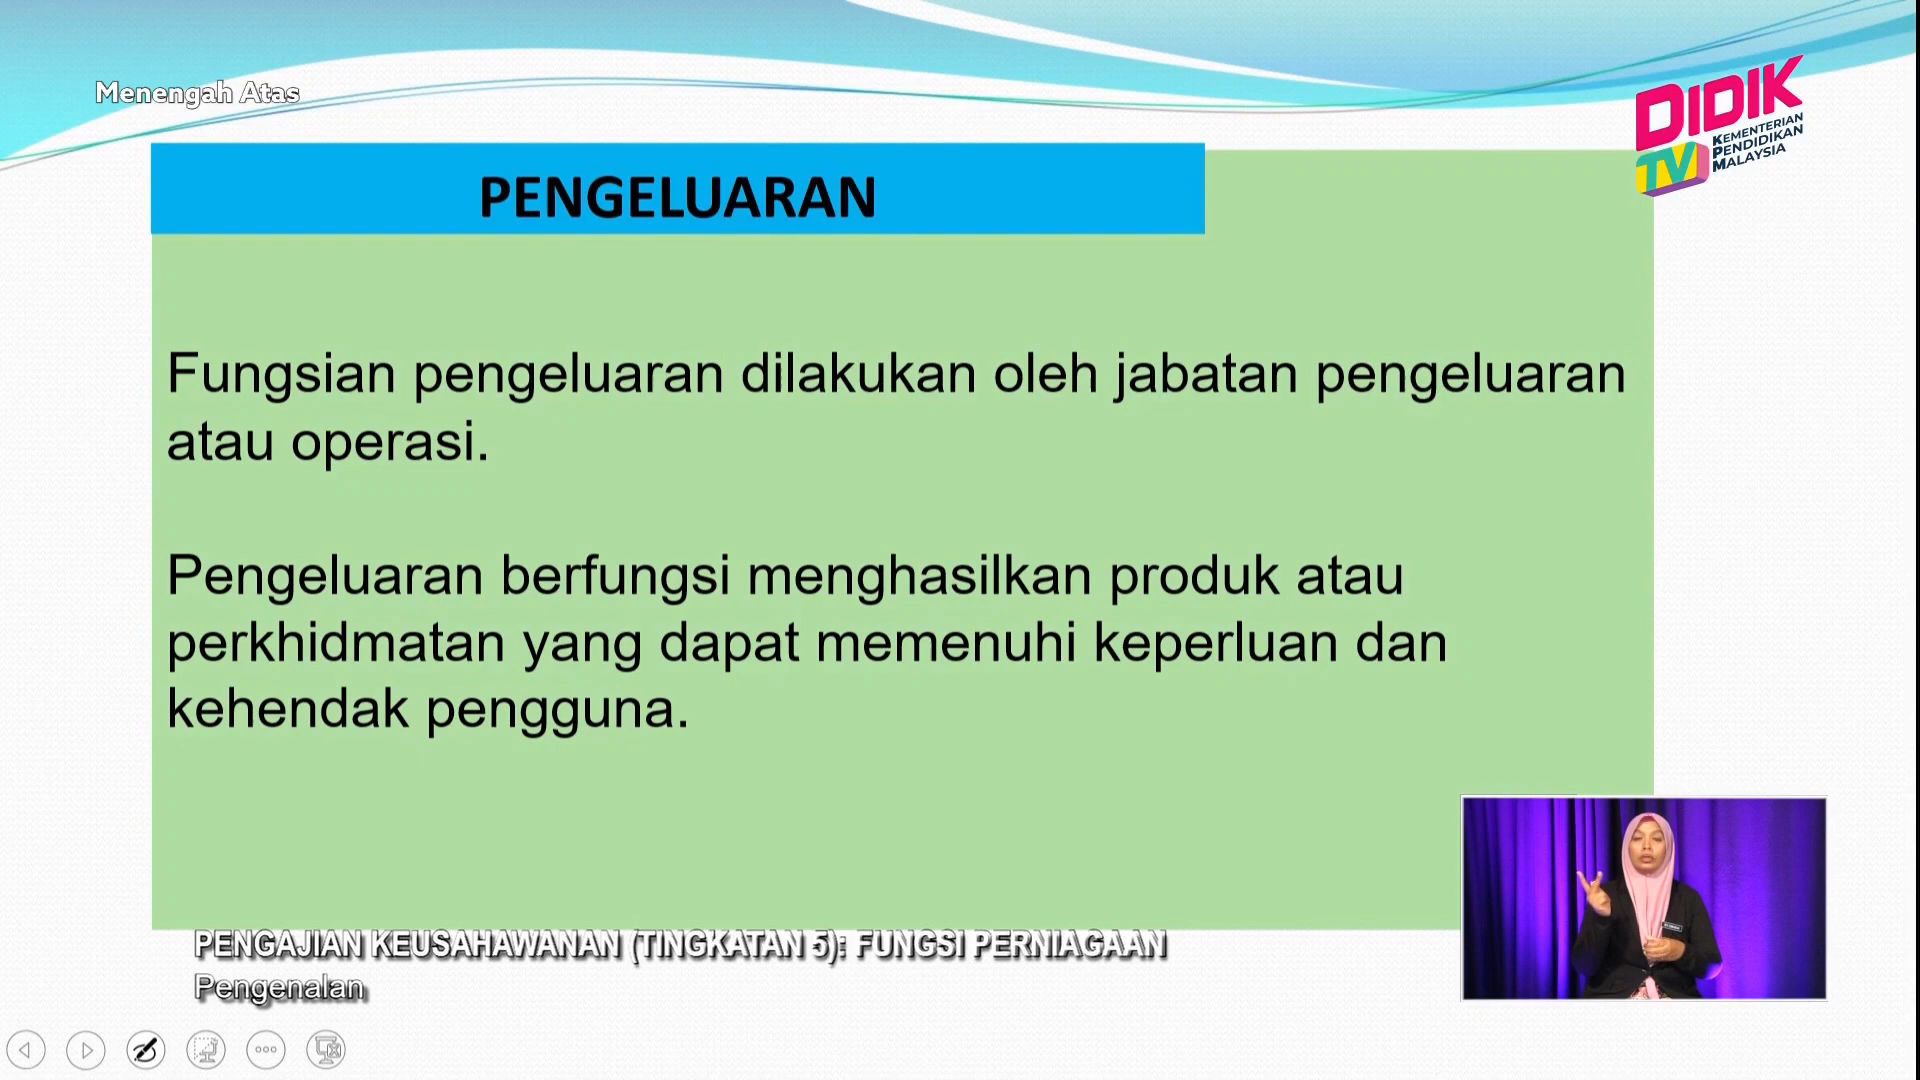 Menengah Atas
DIDIK
TV
KEMENTERIAN
PENDIDIKAN
MALAYSIA
PENGELUARAN
Fungsian pengeluaran dilakukan oleh jabatan pengeluaran
atau operasi.
Pengeluaran berfungsi menghasilkan produk atau
perkhidmatan yang dapat memenuhi keperluan dan
kehendak pengguna.
PENGAJIAN KEUSAHAWANAN (TINGKATAN 5): FUNGSI PERNIAGAAN
Pengenalan